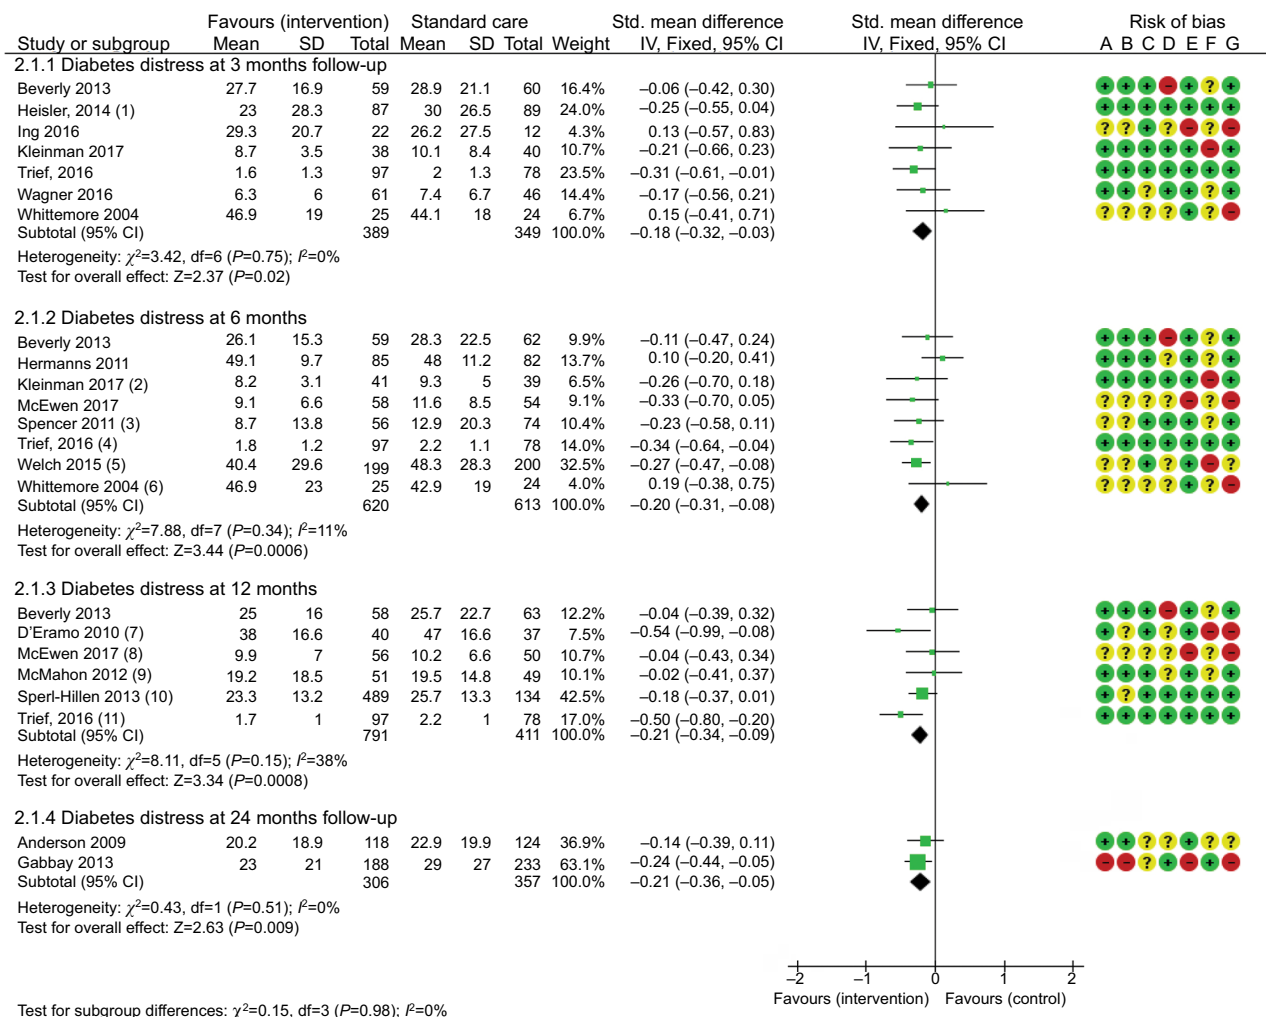 Favours (intervention) Standard care Std. mean difference Std. mean difference Risk of bias
Study or subgroup Mean SD Total Mean SD Total Weight IV, Fixed, 95% CI IV, Fixed, 95% CI A B C D E F G
2.1.1 Diabetes distress at 3 months follow-up
Beverly 2013 27.7 16.9 59 28.9 21.1 60 16.4% –0.06 (–0.42, 0.30) + + + – + ? +
Heisler, 2014 (1) 23 28.3 87 30 26.5 89 24.0% –0.25 (–0.55, 0.04) + + + + + + +
Ing 2016 29.3 20.7 22 26.2 27.5 12 4.3% 0.13 (–0.57, 0.83) ? ? + ? – ? –
Kleinman 2017 8.7 3.5 38 10.1 8.4 40 10.7% –0.21 (–0.66, 0.23) + + + + + – +
Trief, 2016 1.6 1.3 97 2 1.3 78 23.5% –0.31 (–0.61, –0.01) + + + + + + +
Wagner 2016 6.3 6 61 7.4 6.7 46 14.4% –0.17 (–0.56, 0.21) + + ? + + ? +
Whittemore 2004 46.9 19 25 44.1 18 24 6.7% 0.15 (–0.41, 0.71) ? ? ? ? + ? –
Subtotal (95% CI) 389 349 100.0% –0.18 (–0.32, –0.03)
Heterogeneity: χ²=3.42, df=6 (P=0.75); I²=0%
Test for overall effect: Z=2.37 (P=0.02)
2.1.2 Diabetes distress at 6 months
Beverly 2013 26.1 15.3 59 28.3 22.5 62 9.9% –0.11 (–0.47, 0.24) + + + – + ? +
Hermanns 2011 49.1 9.7 85 48 11.2 82 13.7% 0.10 (–0.20, 0.41) + + + ? + ? +
Kleinman 2017 (2) 8.2 3.1 41 9.3 5 39 6.5% –0.26 (–0.70, 0.18) + + + + + – +
McEwen 2017 9.1 6.6 58 11.6 8.5 54 9.1% –0.33 (–0.70, 0.05) ? ? ? ? – ? –
Spencer 2011 (3) 8.7 13.8 56 12.9 20.3 74 10.4% –0.23 (–0.58, 0.11) ? ? + + + + +
Trief, 2016 (4) 1.8 1.2 97 2.2 1.1 78 14.0% –0.34 (–0.64, –0.04) + + + + + + +
Welch 2015 (5) 40.4 29.6 199 48.3 28.3 200 32.5% –0.27 (–0.47, –0.08) ? ? + ? + – ?
Whittemore 2004 (6) 46.9 23 25 42.9 19 24 4.0% 0.19 (–0.38, 0.75) ? ? ? ? + ? –
Subtotal (95% CI) 620 613 100.0% –0.20 (–0.31, –0.08)
Heterogeneity: χ²=7.88, df=7 (P=0.34); I²=11%
Test for overall effect: Z=3.44 (P=0.0006)
2.1.3 Diabetes distress at 12 months
Beverly 2013 25 16 58 25.7 22.7 63 12.2% –0.04 (–0.39, 0.32) + + + – + ? +
D’Eramo 2010 (7) 38 16.6 40 47 16.6 37 7.5% –0.54 (–0.99, –0.08) + ? + ? + – –
McEwen 2017 (8) 9.9 7 56 10.2 6.6 50 10.7% –0.04 (–0.43, 0.34) ? ? ? ? – ? –
McMahon 2012 (9) 19.2 18.5 51 19.5 14.8 49 10.1% –0.02 (–0.41, 0.37) + + + ? + ? +
Sperl-Hillen 2013 (10) 23.3 13.2 489 25.7 13.3 134 42.5% –0.18 (–0.37, 0.01) + ? + + + + +
Trief, 2016 (11) 1.7 1 97 2.2 1 78 17.0% –0.50 (–0.80, –0.20) + + + + + + +
Subtotal (95% CI) 791 411 100.0% –0.21 (–0.34, –0.09)
Heterogeneity: χ²=8.11, df=5 (P=0.15); I²=38%
Test for overall effect: Z=3.34 (P=0.0008)
2.1.4 Diabetes distress at 24 months follow-up
Anderson 2009 20.2 18.9 118 22.9 19.9 124 36.9% –0.14 (–0.39, 0.11) + + ? ? + ? ?
Gabbay 2013 23 21 188 29 27 233 63.1% –0.24 (–0.44, –0.05) – – ? + – + –
Subtotal (95% CI) 306 357 100.0% –0.21 (–0.36, –0.05)
Heterogeneity: χ²=0.43, df=1 (P=0.51); I²=0%
Test for overall effect: Z=2.63 (P=0.009)
–2 –1 0 1 2
Favours (intervention) Favours (control)
Test for subgroup differences: χ²=0.15, df=3 (P=0.98); I²=0%